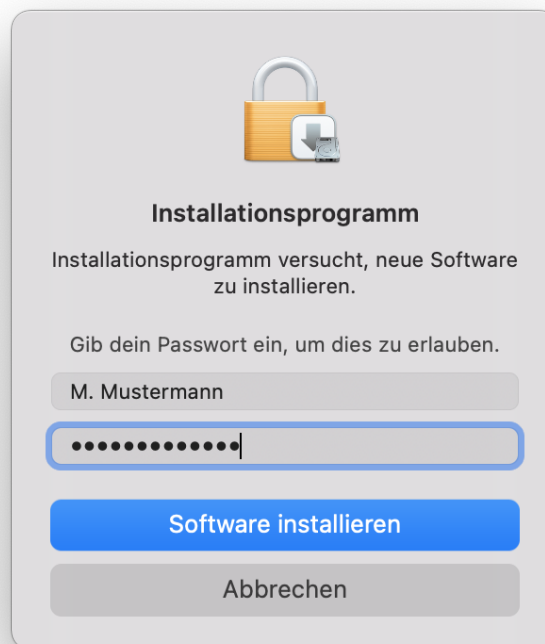 Installationsprogramm
Installationsprogramm versucht, neue Software
zu installieren.
Gib dein Passwort ein, um dies zu erlauben.
M. Mustermann
•••••••••••••
Software installieren
Abbrechen